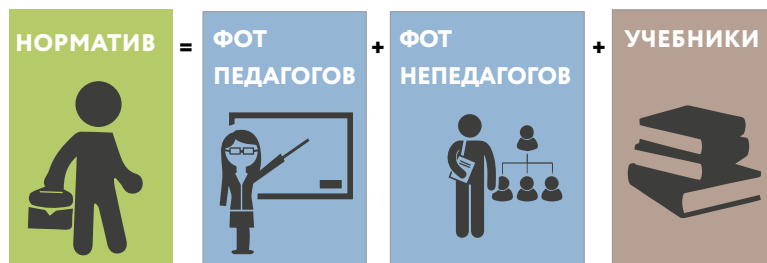 НОРМАТИВ
=
ФОТ
ПЕДАГОГОВ
+
ФОТ
НЕПЕДАГОГОВ
+
УЧЕБНИКИ